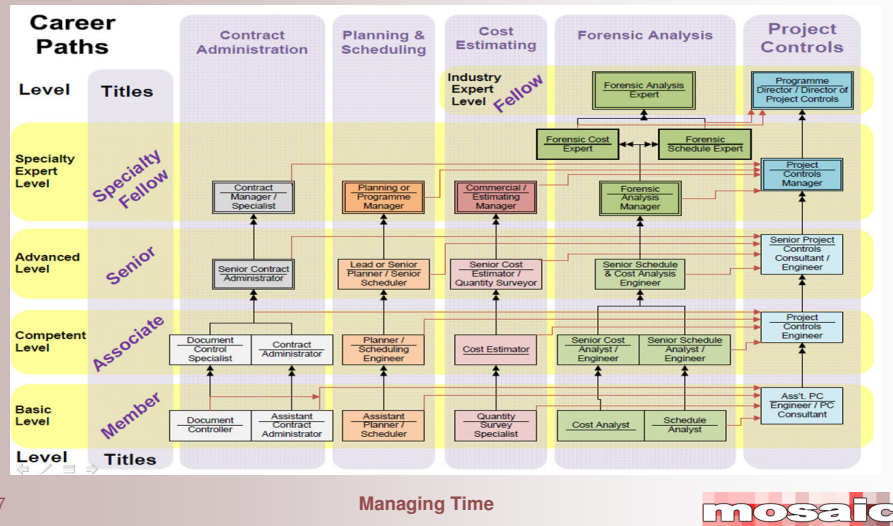 Career
Paths
Contract
Administration
Planning &
Scheduling
Cost
Estimating
Forensic Analysis
Project
Controls
Level
Titles
Industry
Expert
Level
Fellow
Forensic Analysis
Expert
Programme
Director / Director of
Project Controls
Forensic Cost
Expert
Forensic
Schedule Expert
Specialty
Expert
Level
Specialty
Fellow
Contract
Manager /
Specialist
Planning or
Programme
Manager
Commercial /
Estimating
Manager
Forensic
Analysis
Manager
Project
Controls
Manager
Advanced
Level
Senior
Senior Contract
Administrator
Lead or Senior
Planner / Senior
Scheduler
Senior Cost
Estimator /
Quantity Surveyor
Senior Schedule
& Cost Analysis
Engineer
Senior Project
Controls
Consultant /
Engineer
Competent
Level
Associate
Document
Control
Specialist
Contract
Administrator
Planner /
Scheduling
Engineer
Cost Estimator
Senior Cost
Analyst /
Engineer
Senior Schedule
Analyst /
Engineer
Project
Controls
Engineer
Basic
Level
Member
Document
Controller
Assistant
Contract
Administrator
Assistant
Planner /
Scheduler
Quantity
Survey
Specialist
Cost Analyst
Schedule
Analyst
Ass't. PC
Engineer / PC
Consultant
Level
Titles
7
Managing Time
mosaic